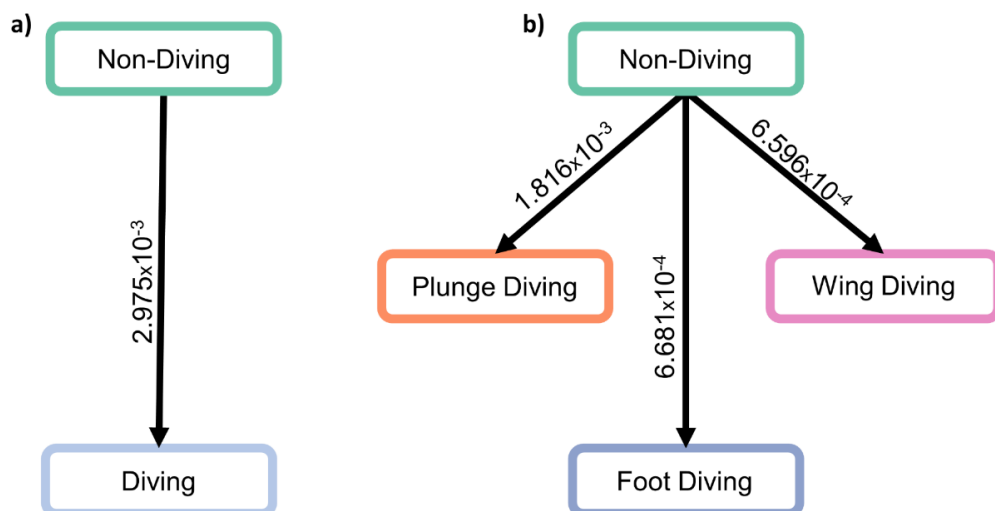 a)
Non-Diving
2.975x10⁻³
Diving
b)
Non-Diving
1.816x10⁻³
6.681x10⁻⁴
6.596x10⁻⁴
Plunge Diving
Wing Diving
Foot Diving